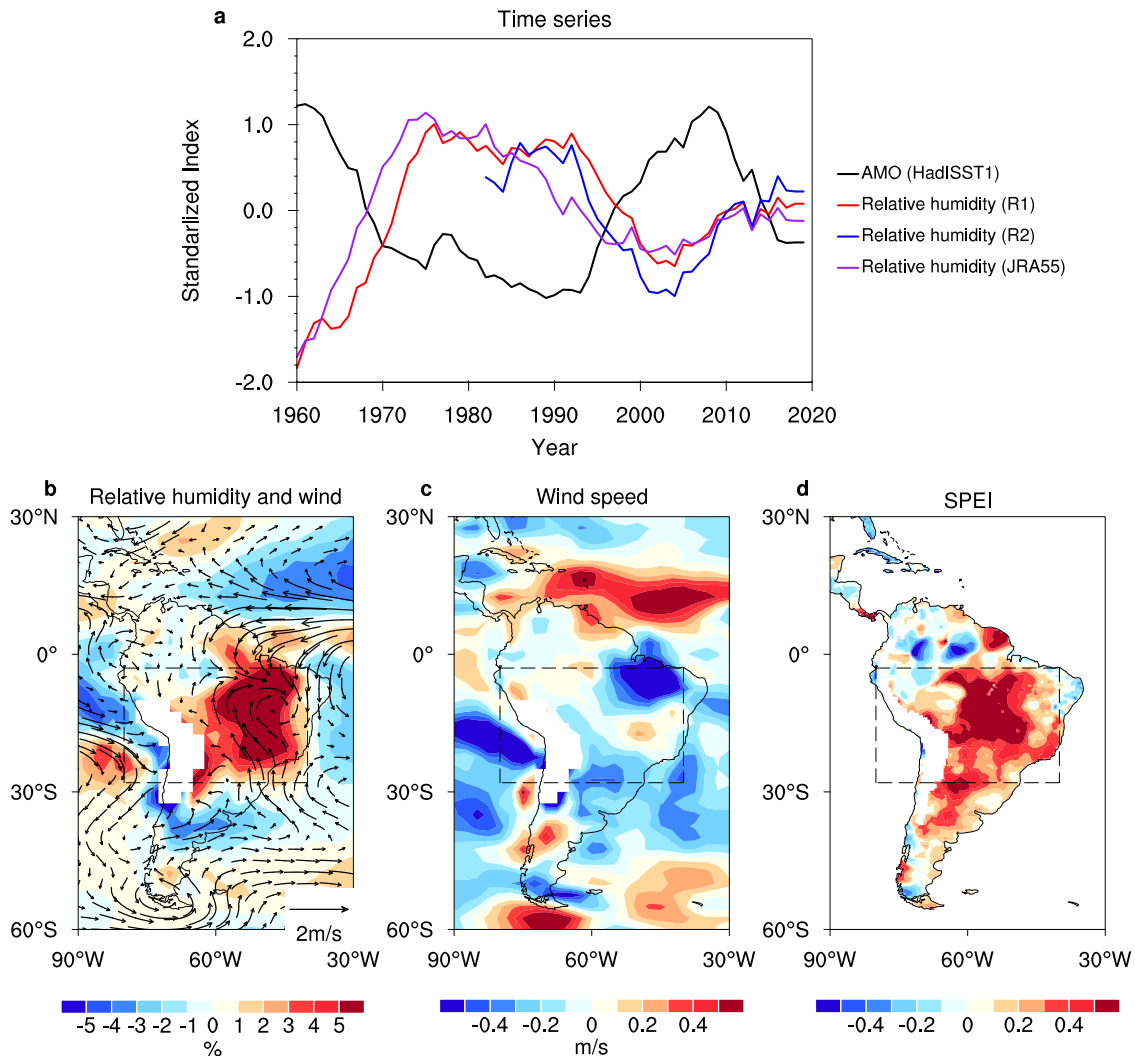 a
Time series
2.0
1.0
0.0
-1.0
-2.0
Standarlized Index
1960 1970 1980 1990 2000 2010 2020
Year
AMO (HadISST1)
Relative humidity (R1)
Relative humidity (R2)
Relative humidity (JRA55)
b
Relative humidity and wind
30°N
0°
30°S
60°S
90°W 60°W 30°W
2m/s
-5 -4 -3 -2 -1 0 1 2 3 4 5
%
c
Wind speed
30°N
0°
30°S
60°S
90°W 60°W 30°W
-0.4 -0.2 0 0.2 0.4
m/s
d
SPEI
30°N
0°
30°S
60°S
90°W 60°W 30°W
-0.4 -0.2 0 0.2 0.4